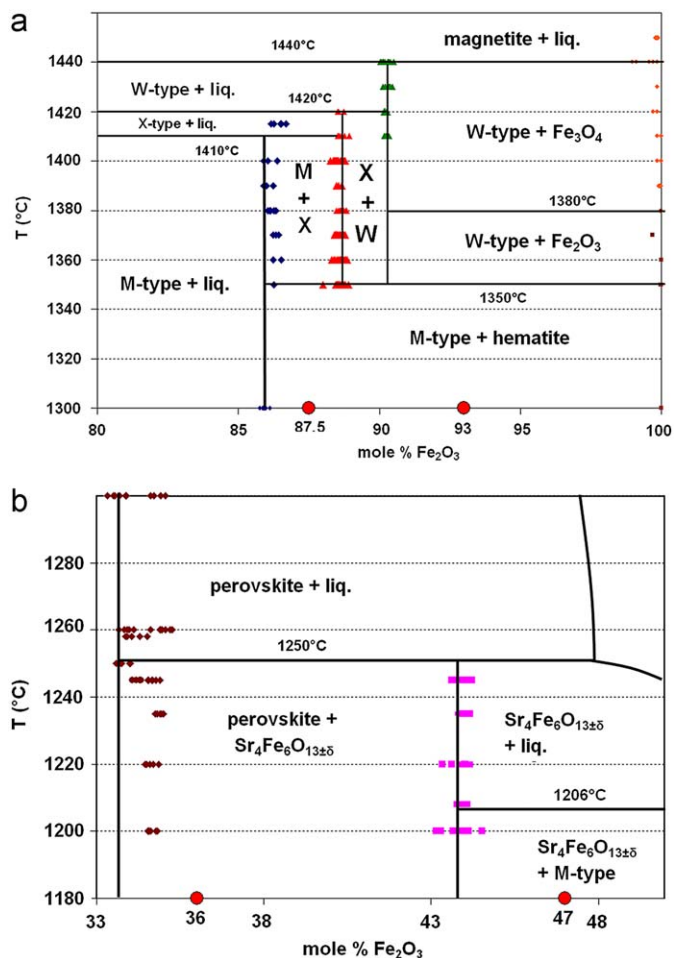 a
1440°C
magnetite + liq.
W-type + liq.
1420°C
X-type + liq.
1410°C
W-type + Fe₃O₄
M
+
X
X
+
W
1380°C
W-type + Fe₂O₃
M-type + liq.
1350°C
M-type + hematite
T (°C)
1440
1420
1400
1380
1360
1340
1320
1300
80
85
87.5
90
93
95
100
mole % Fe₂O₃
b
perovskite + liq.
1250°C
perovskite +
Sr₄Fe₆O₁₃±δ
Sr₄Fe₆O₁₃±δ
+ liq.
1206°C
Sr₄Fe₆O₁₃±δ
+ M-type
T (°C)
1280
1260
1240
1220
1200
1180
33
36
38
43
47
48
mole % Fe₂O₃